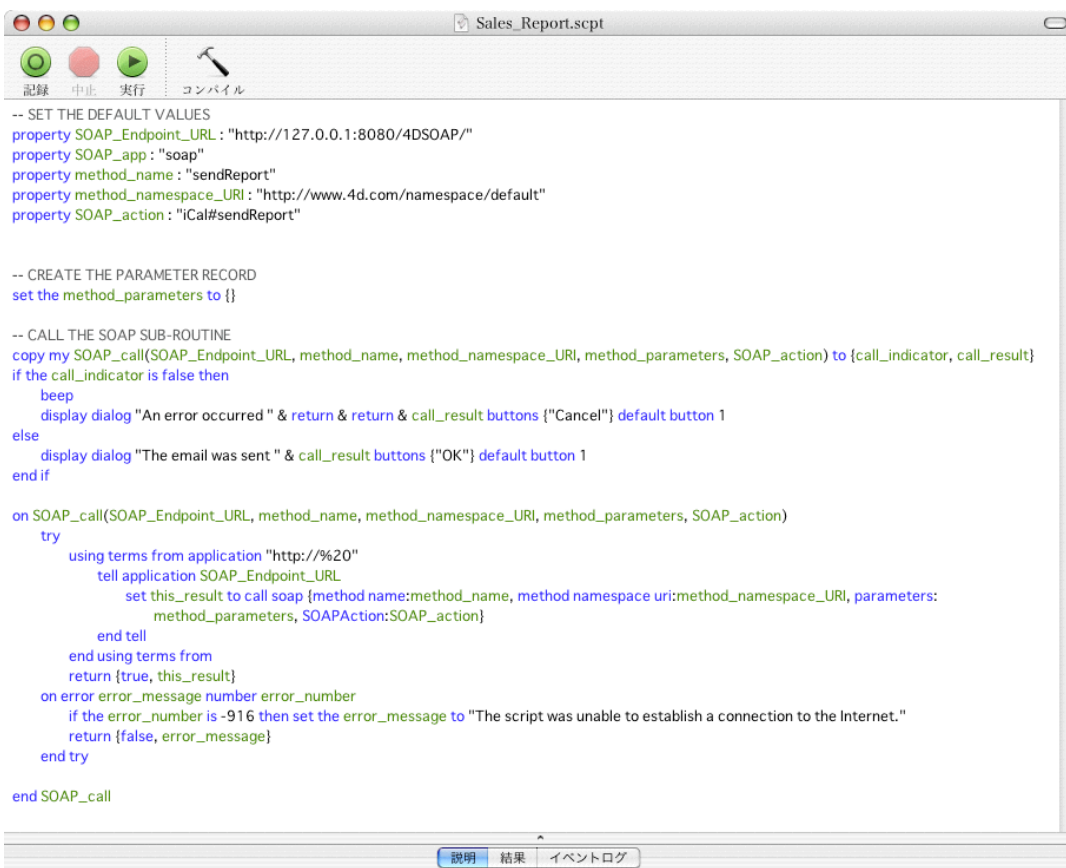 Sales_Report.scpt
記録 中止 実行 コンパイル
-- SET THE DEFAULT VALUES
property SOAP_Endpoint_URL : "http://127.0.0.1:8080/4DSOAP/"
property SOAP_app : "soap"
property method_name : "sendReport"
property method_namespace_URI : "http://www.4d.com/namespace/default"
property SOAP_action : "iCal#sendReport"
-- CREATE THE PARAMETER RECORD
set the method_parameters to {}
-- CALL THE SOAP SUB-ROUTINE
copy my SOAP_call(SOAP_Endpoint_URL, method_name, method_namespace_URI, method_parameters, SOAP_action) to {call_indicator, call_result}
if the call_indicator is false then
beep
display dialog "An error occurred " & return & return & call_result buttons {"Cancel"} default button 1
else
display dialog "The email was sent " & call_result buttons {"OK"} default button 1
end if
on SOAP_call(SOAP_Endpoint_URL, method_name, method_namespace_URI, method_parameters, SOAP_action)
try
using terms from application "http://%20"
tell application SOAP_Endpoint_URL
set this_result to call soap {method name:method_name, method namespace uri:method_namespace_URI, parameters:
method_parameters, SOAPAction:SOAP_action}
end tell
end using terms from
return {true, this_result}
on error error_message number error_number
if the error_number is -916 then set the error_message to "The script was unable to establish a connection to the Internet."
return {false, error_message}
end try
end SOAP_call
説明 結果 イベントログ